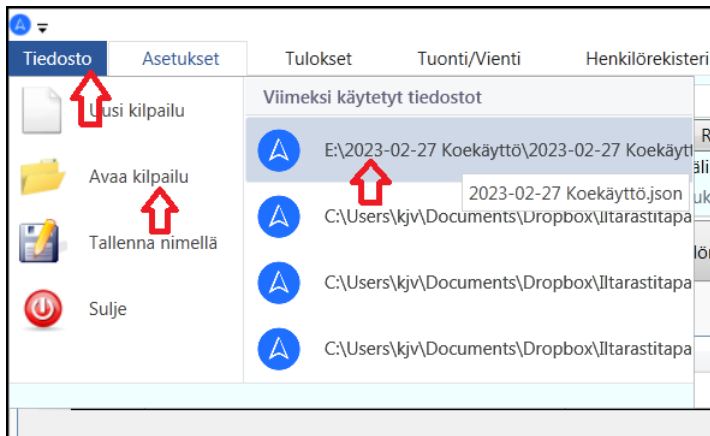 Tiedosto Asetukset Tulokset Tuonti/Vienti Henkilörekisteri
Uusi kilpailu
Avaa kilpailu
Tallenna nimellä
Sulje
Viimeksi käytetyt tiedostot
E:\2023-02-27 Koekäyttö\2023-02-27 Koekäytt
2023-02-27 Koekäyttö.json
C:\Users\kjv\Documents\Dropbox\Iltarastitapa
C:\Users\kjv\Documents\Dropbox\Iltarastitapa
C:\Users\kjv\Documents\Dropbox\Iltarastitapa